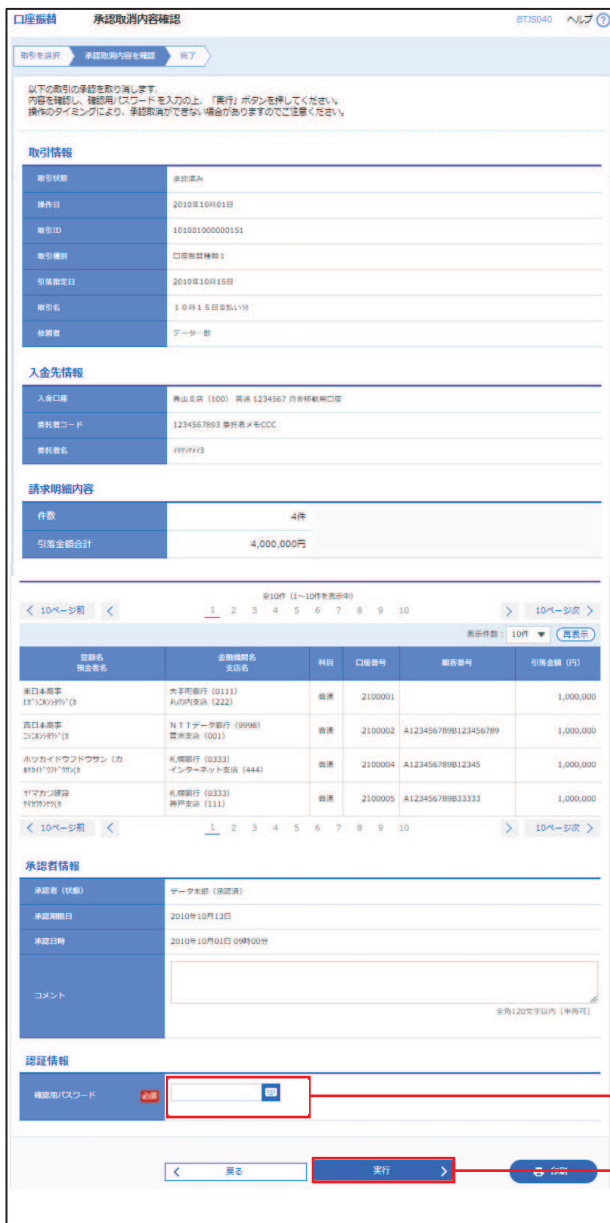 口座振替 承認取消内容確認 BTJS040 ヘルプ ?
取引を選択 承認取消内容を確認 完了
以下の取引の承認を取り消します。
内容を確認し、確認用パスワードを入力の上、「実行」ボタンを押してください。
操作のタイミングにより、承認取消ができない場合がありますのでご注意ください。
取引情報
取引状態 承認済み
操作日 2010年10月01日
取引ID 101001000000151
取引種別 口座振替種類1
引落指定日 2010年10月15日
取引名 10月15日支払い分
依頼者 データ一郎
入金先情報
入金口座 青山支店（100） 普通 1234567 資金移動用口座
委託者コード 1234567893 委託者メモCCC
委託者名
請求明細内容
件数 4件
引落金額合計 4,000,000円
全10件（1～10件を表示中）
10ページ前 1 2 3 4 5 6 7 8 9 10 10ページ次
表示件数： 10件 再表示
登録名 金融機関名 科目 口座番号 顧客番号 引落金額（円）
預金者名 支店名
東日本商事 大手町銀行（0111） 普通 2100001 1,000,000
丸の内支店（222）
西日本商事 NTTデータ銀行（9998） 普通 2100002 A123456789B123456789 1,000,000
豊洲支店（001）
ホツカイドウフドウサン（カ 札幌銀行（0333） 普通 2100004 A123456789B12345 1,000,000
インターネット支店（444）
ヤマカワ建設 札幌銀行（0333） 普通 2100005 A123456789B33333 1,000,000
神戸支店（111）
10ページ前 1 2 3 4 5 6 7 8 9 10 10ページ次
承認者情報
承認者（状態） データ太郎（承認済）
承認期限日 2010年10月13日
承認日時 2010年10月01日 09時00分
コメント
全角120文字以内［半角可］
認証情報
確認用パスワード 必須
戻る 実行 印刷